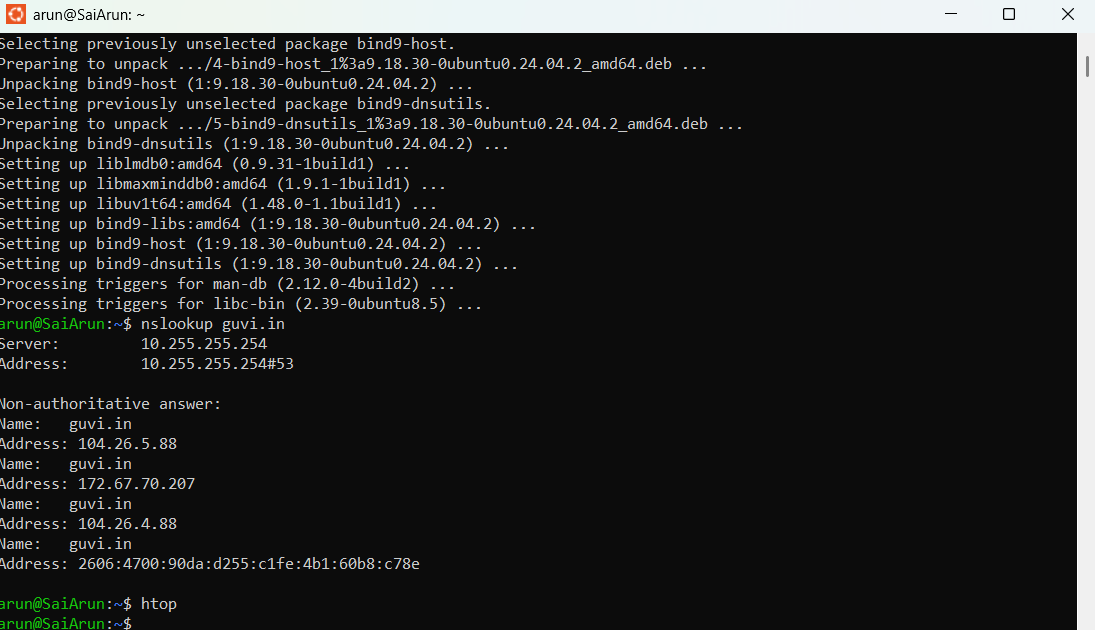 arun@SaiArun: ~
Selecting previously unselected package bind9-host.
Preparing to unpack .../4-bind9-host_1%3a9.18.30-0ubuntu0.24.04.2_amd64.deb ...
Unpacking bind9-host (1:9.18.30-0ubuntu0.24.04.2) ...
Selecting previously unselected package bind9-dnsutils.
Preparing to unpack .../5-bind9-dnsutils_1%3a9.18.30-0ubuntu0.24.04.2_amd64.deb ...
Unpacking bind9-dnsutils (1:9.18.30-0ubuntu0.24.04.2) ...
Setting up liblmdb0:amd64 (0.9.31-1build1) ...
Setting up libmaxminddb0:amd64 (1.9.1-1build1) ...
Setting up libuv1t64:amd64 (1.48.0-1.1build1) ...
Setting up bind9-libs:amd64 (1:9.18.30-0ubuntu0.24.04.2) ...
Setting up bind9-host (1:9.18.30-0ubuntu0.24.04.2) ...
Setting up bind9-dnsutils (1:9.18.30-0ubuntu0.24.04.2) ...
Processing triggers for man-db (2.12.0-4build2) ...
Processing triggers for libc-bin (2.39-0ubuntu8.5) ...
arun@SaiArun:~$ nslookup guvi.in
Server:         10.255.255.254
Address:        10.255.255.254#53

Non-authoritative answer:
Name:   guvi.in
Address: 104.26.5.88
Name:   guvi.in
Address: 172.67.70.207
Name:   guvi.in
Address: 104.26.4.88
Name:   guvi.in
Address: 2606:4700:90da:d255:c1fe:4b1:60b8:c78e

arun@SaiArun:~$ htop
arun@SaiArun:~$